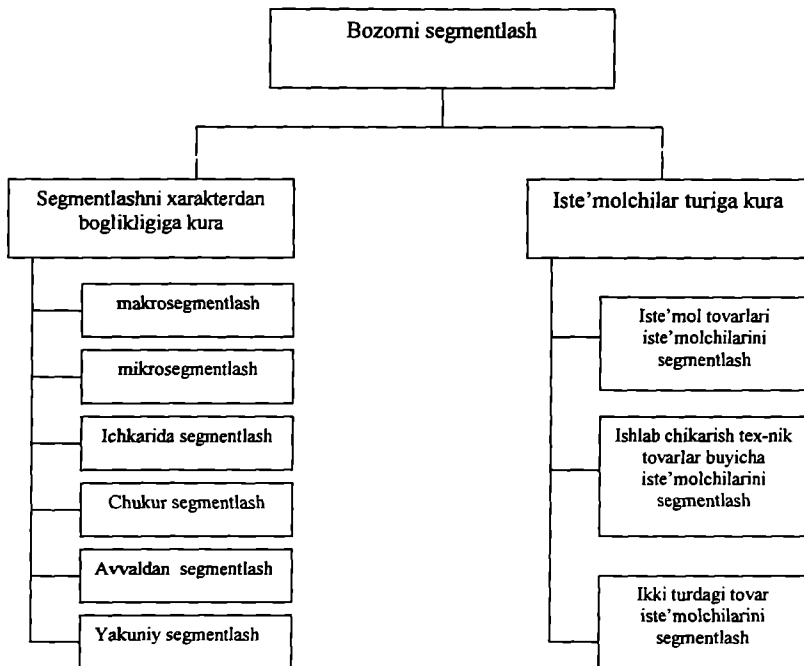 Bozorni segmentlash
Segmentlashni xarakterdan
boglikligiga kura
makrosegmentlash
mikrosegmentlash
Ichkarida segmentlash
Chukur segmentlash
Avvaldan segmentlash
Yakuniy segmentlash
Iste'molchilar turiga kura
Iste'mol tovarlari
iste'molchilarini
segmentlash
Ishlab chikarish tex-nik
tovarlar buyicha
iste'molchilarini
segmentlash
Ikki turdagi tovar
iste'molchilarini
segmentlash